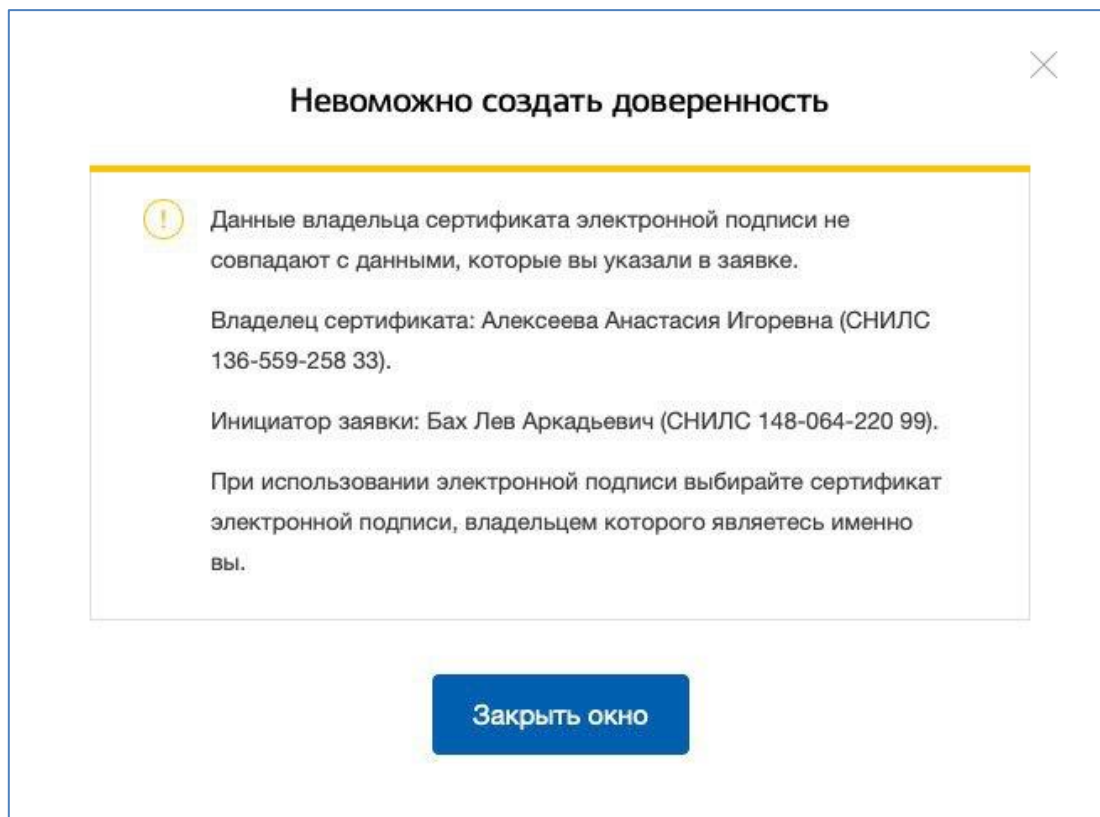 Невоможно создать доверенность
Данные владельца сертификата электронной подписи не
совпадают с данными, которые вы указали в заявке.
Владелец сертификата: Алексеева Анастасия Игоревна (СНИЛС
136-559-258 33).
Инициатор заявки: Бах Лев Аркадьевич (СНИЛС 148-064-220 99).
При использовании электронной подписи выбирайте сертификат
электронной подписи, владельцем которого являетесь именно
вы.
Закрыть окно